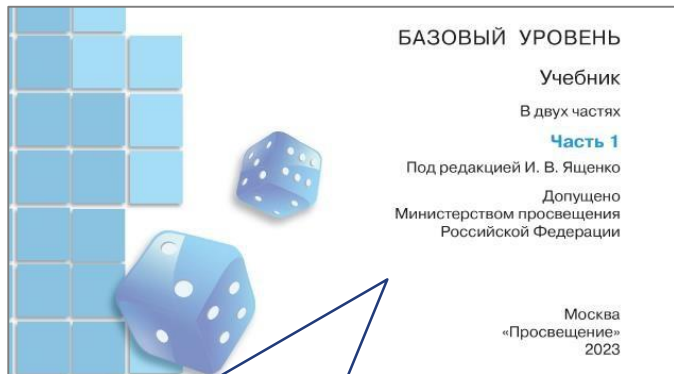 БАЗОВЫЙ УРОВЕНЬ
Учебник
В двух частях
Часть 1
Под редакцией И. В. Ященко
Допущено
Министерством просвещения
Российской Федерации
Москва
«Просвещение»
2023